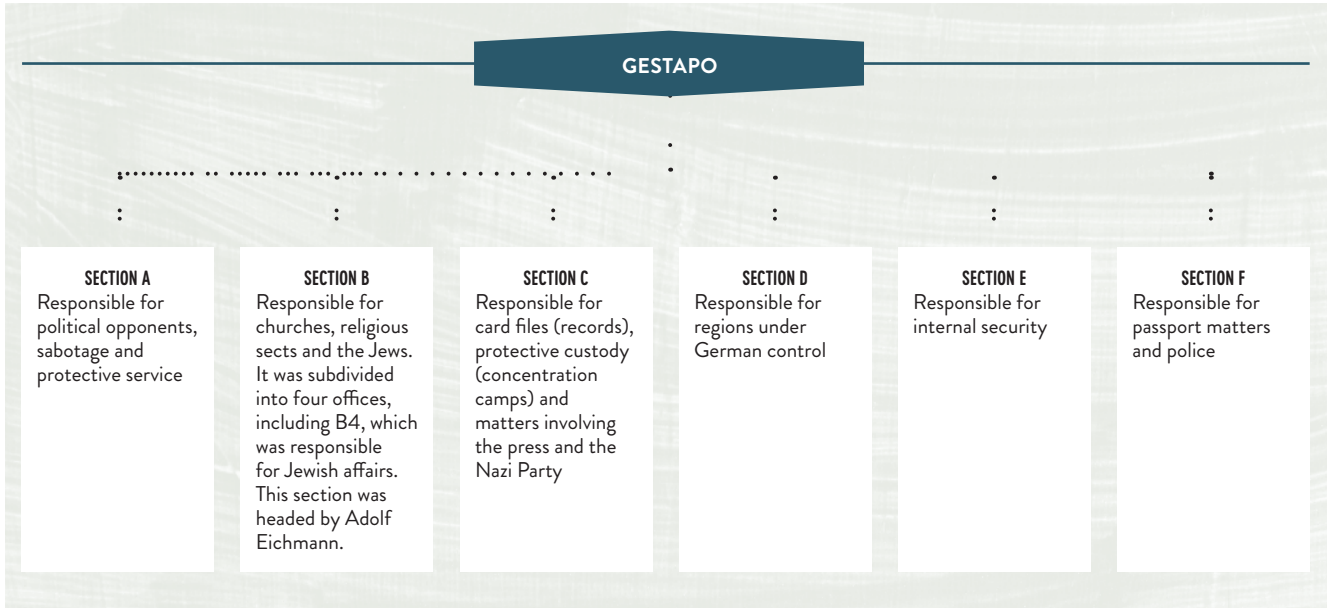 GESTAPO
SECTION A
Responsible for
political opponents,
sabotage and
protective service
SECTION B
Responsible for
churches, religious
sects and the Jews.
It was subdivided
into four offices,
including B4, which
was responsible
for Jewish affairs.
This section was
headed by Adolf
Eichmann.
SECTION C
Responsible for
card files (records),
protective custody
(concentration
camps) and
matters involving
the press and the
Nazi Party
SECTION D
Responsible for
regions under
German control
SECTION E
Responsible for
internal security
SECTION F
Responsible for
passport matters
and police